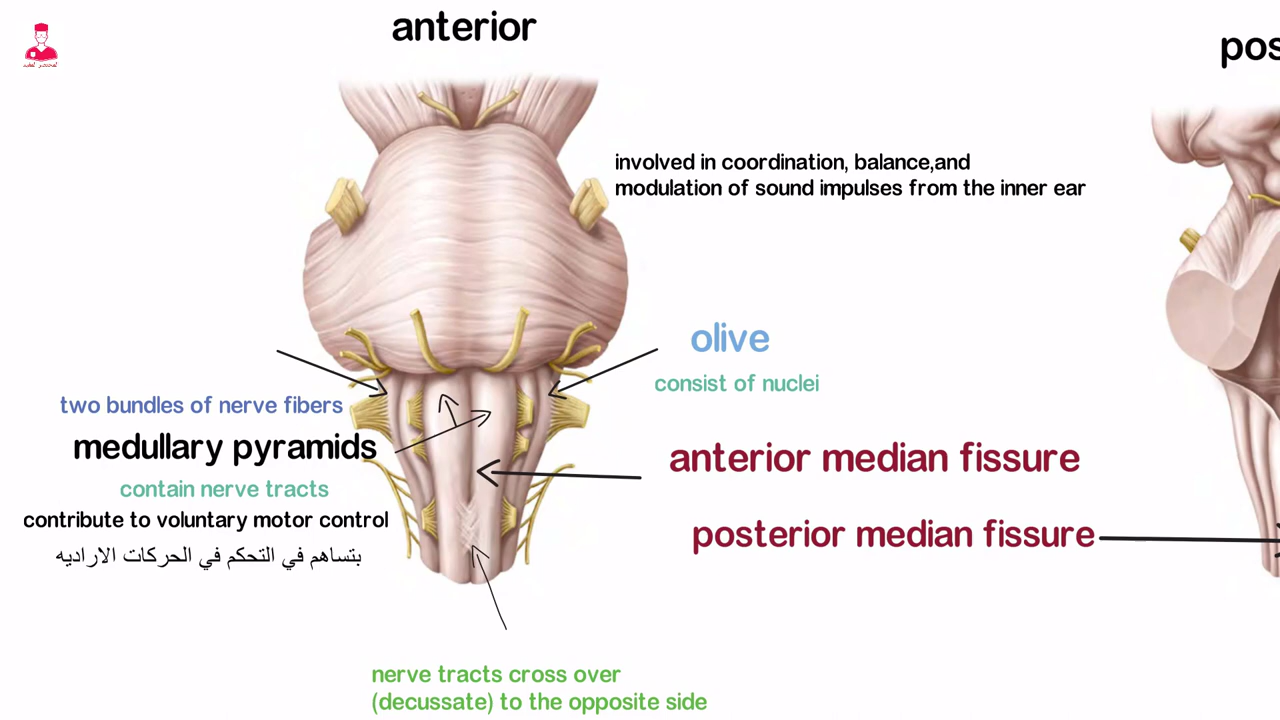 anterior
pos
involved in coordination, balance,and
modulation of sound impulses from the inner ear
olive
consist of nuclei
two bundles of nerve fibers
medullary pyramids
contain nerve tracts
contribute to voluntary motor control
بتساهم في التحكم في الحركات الاراديه
anterior median fissure
posterior median fissure
nerve tracts cross over
(decussate) to the opposite side